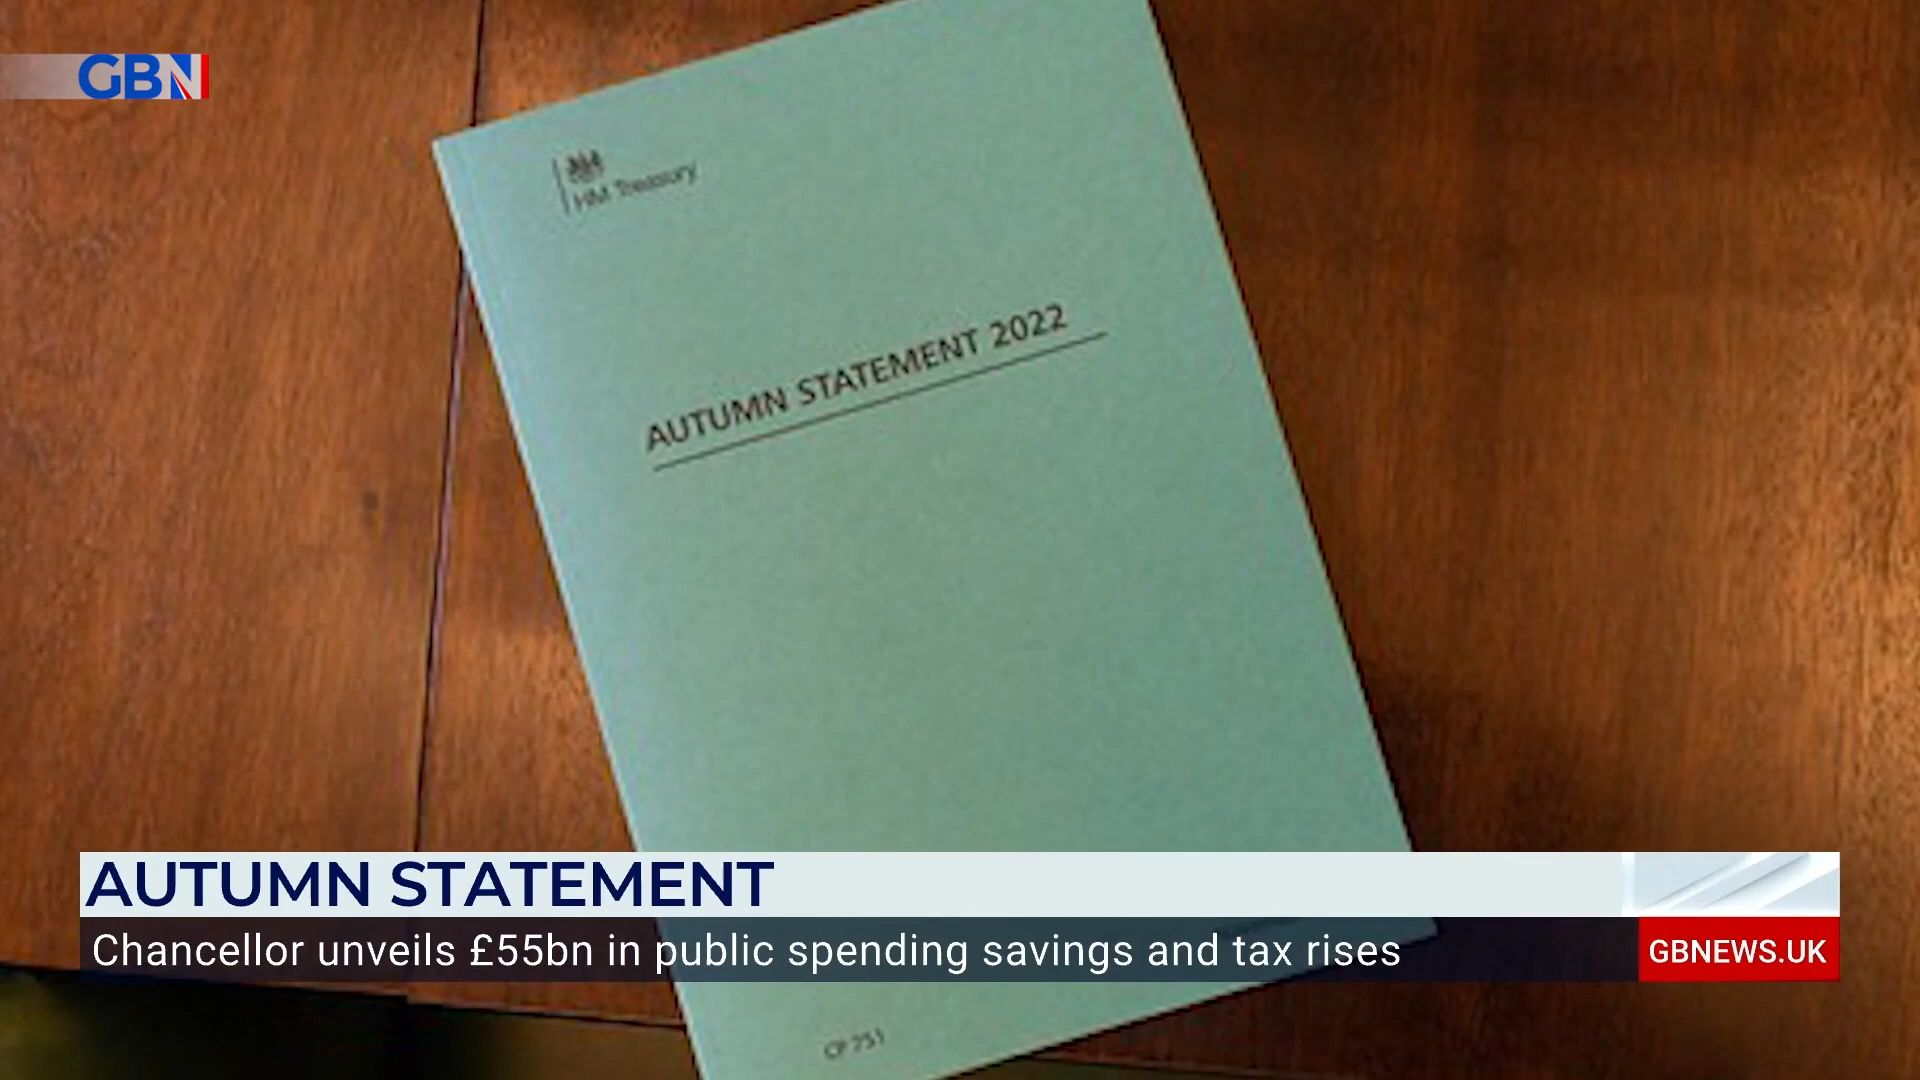 GBN
HM Treasury
AUTUMN STATEMENT 2022
AUTUMN STATEMENT
Chancellor unveils £55bn in public spending savings and tax rises
GBNEWS.UK
CP 751